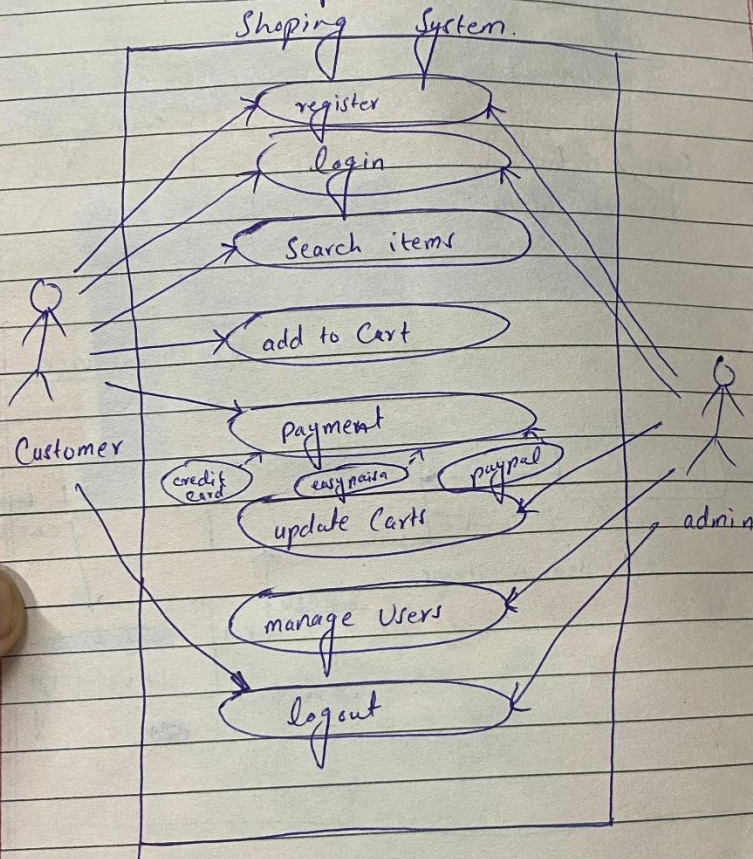 Shoping System.
register
login
Search items
add to Cart
payment
Customer
credit
card
easypaisa
paypal
update Carts
admin
manage Users
logout